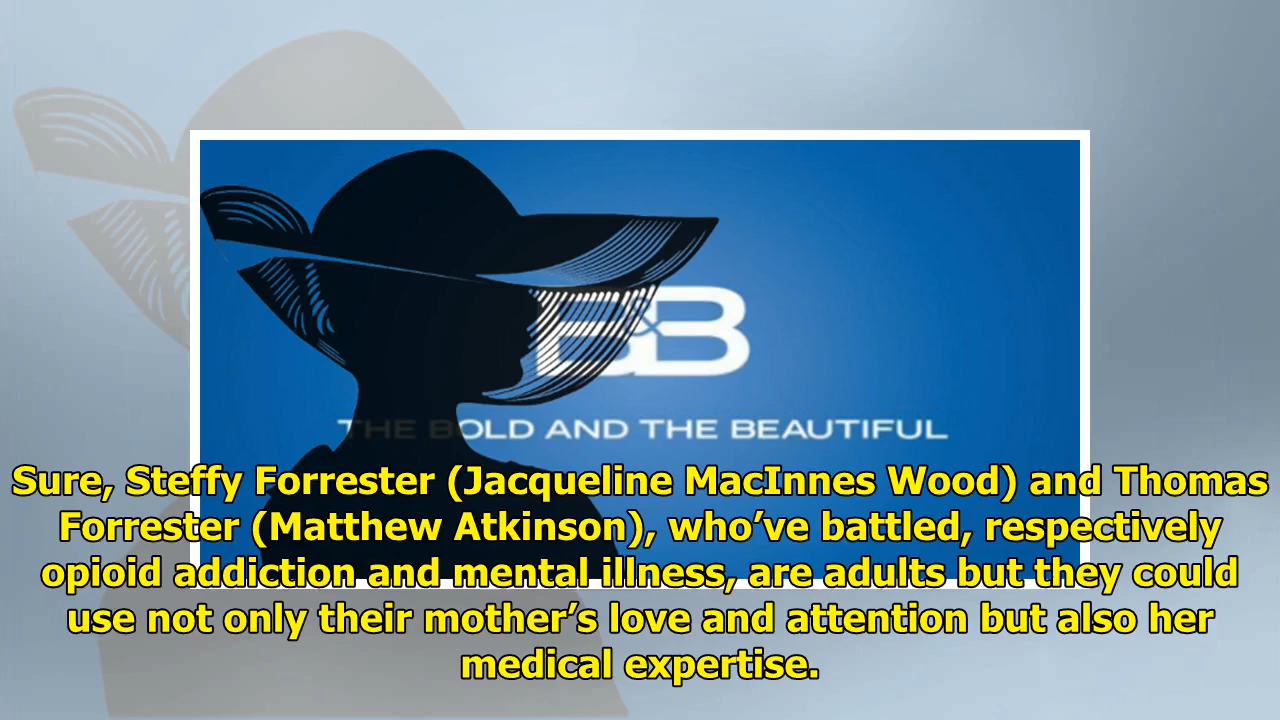 B&B
THE BOLD AND THE BEAUTIFUL
Sure, Steffy Forrester (Jacqueline MacInnes Wood) and Thomas
Forrester (Matthew Atkinson), who’ve battled, respectively
opioid addiction and mental illness, are adults but they could
use not only their mother’s love and attention but also her
medical expertise.